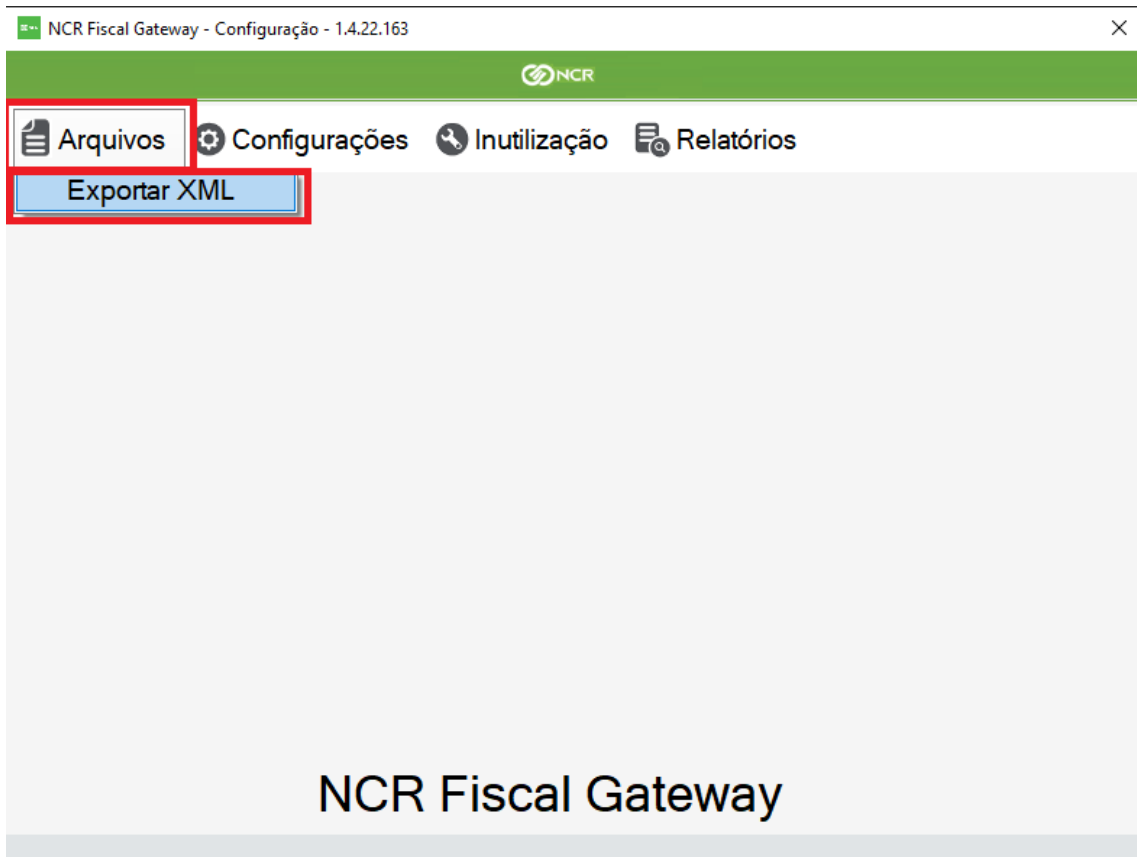 NCR Fiscal Gateway - Configuração - 1.4.22.163
NCR
Arquivos Configurações Inutilização Relatórios
Exportar XML
NCR Fiscal Gateway